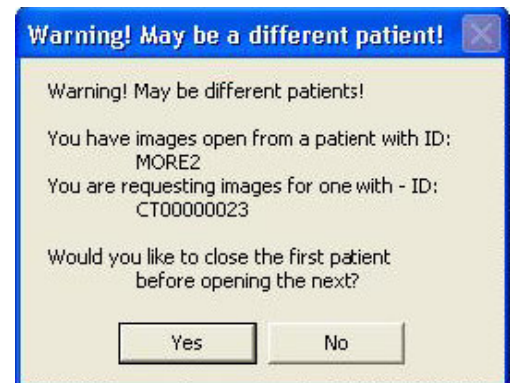 Warning! May be a different patient!
Warning! May be different patients!
You have images open from a patient with ID:
MORE2
You are requesting images for one with - ID:
CT00000023
Would you like to close the first patient
before opening the next?
Yes No